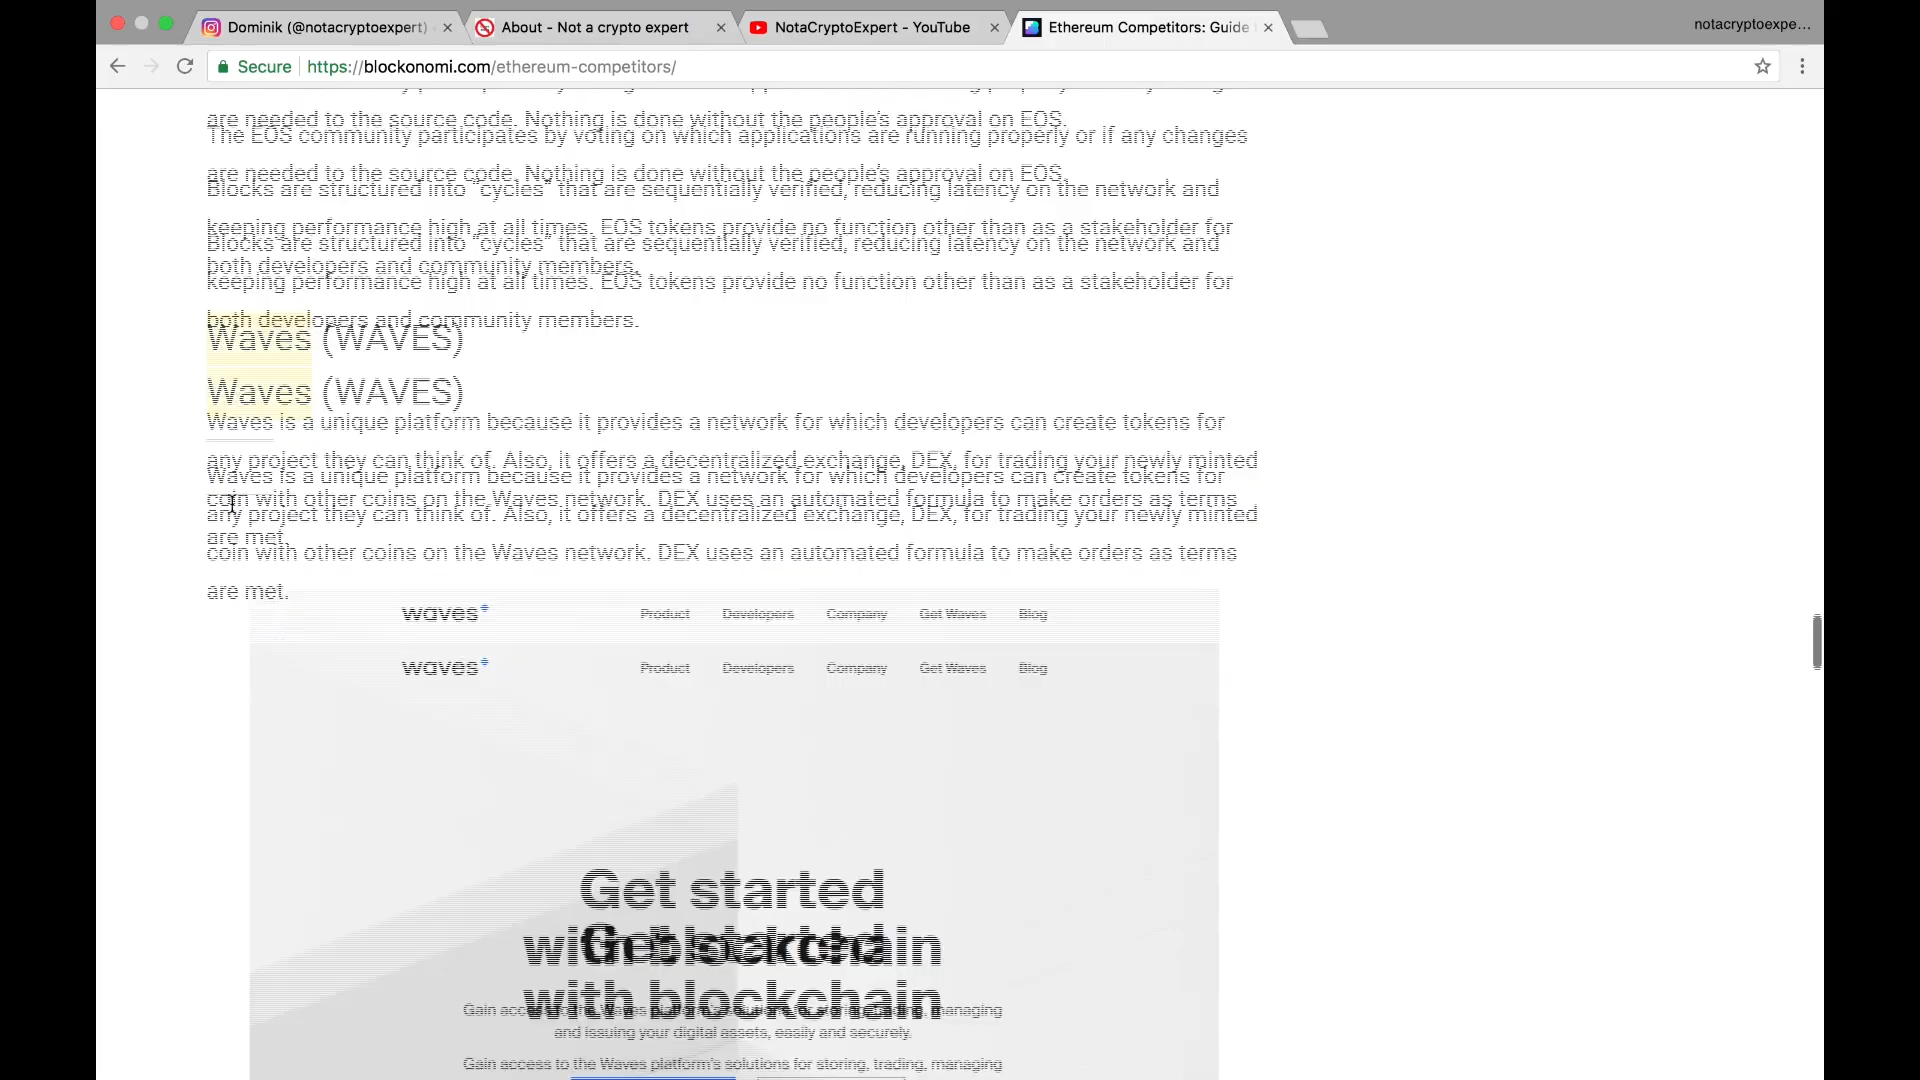 Dominik (@notacryptoexpert)
About - Not a crypto expert
NotaCryptoExpert - YouTube
Ethereum Competitors: Guide
notacryptoexpe...
Secure
https://blockonomi.com/ethereum-competitors/
are needed to the source code. Nothing is done without the people's approval on EOS.
The EOS community participates by voting on which applications are running properly or if any changes
are needed to the source code. Nothing is done without the people's approval on EOS.
Blocks are structured into "cycles" that are sequentially verified, reducing latency on the network and
keeping performance high at all times. EOS tokens provide no function other than as a stakeholder for
Blocks are structured into "cycles" that are sequentially verified, reducing latency on the network and
both developers and community members.
keeping performance high at all times. EOS tokens provide no function other than as a stakeholder for
both developers and community members.
Waves (WAVES)
Waves (WAVES)
Waves is a unique platform because it provides a network for which developers can create tokens for
any project they can think of. Also, it offers a decentralized exchange, DEX, for trading your newly minted
Waves is a unique platform because it provides a network for which developers can create tokens for
coin with other coins on the Waves network. DEX uses an automated formula to make orders as terms
any project they can think of. Also, it offers a decentralized exchange, DEX, for trading your newly minted
are met.
coin with other coins on the Waves network. DEX uses an automated formula to make orders as terms
are met.
waves Product Developers Company Get Waves Blog
waves Product Developers Company Get Waves Blog
Get started
with blockchain
Get started
with blockchain
Gain access to the Waves platform's solutions for storing, trading, managing
and issuing your digital assets, easily and securely.
Gain access to the Waves platform's solutions for storing, trading, managing